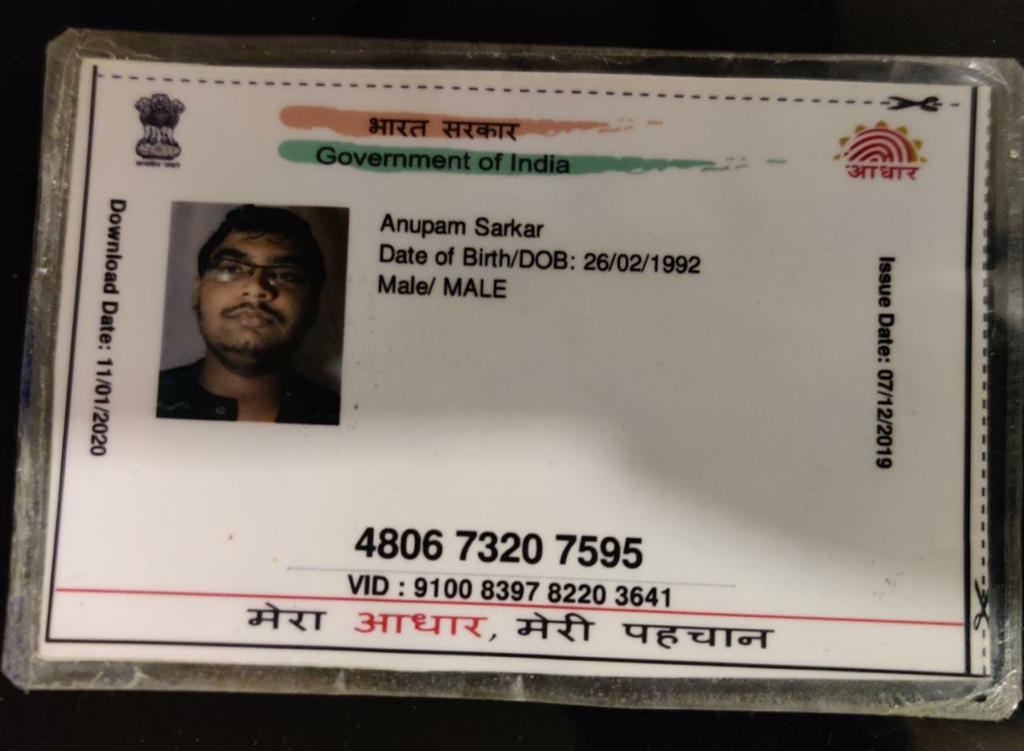 भारत सरकार
Government of India
आधार
Download Date: 11/01/2020
Anupam Sarkar
Date of Birth/DOB: 26/02/1992
Male/ MALE
Issue Date: 07/12/2019
4806 7320 7595
VID : 9100 8397 8220 3641
मेरा आधार, मेरी पहचान